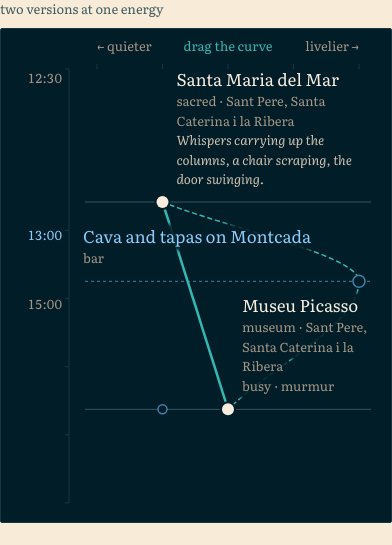 two versions at one energy
← quieter
drag the curve
livelier →
12:30
Santa Maria del Mar
sacred · Sant Pere, Santa
Caterina i la Ribera
Whispers carrying up the
columns, a chair scraping, the
door swinging.
13:00
Cava and tapas on Montcada
bar
15:00
Museu Picasso
museum · Sant Pere,
Santa Caterina i la
Ribera
busy · murmur